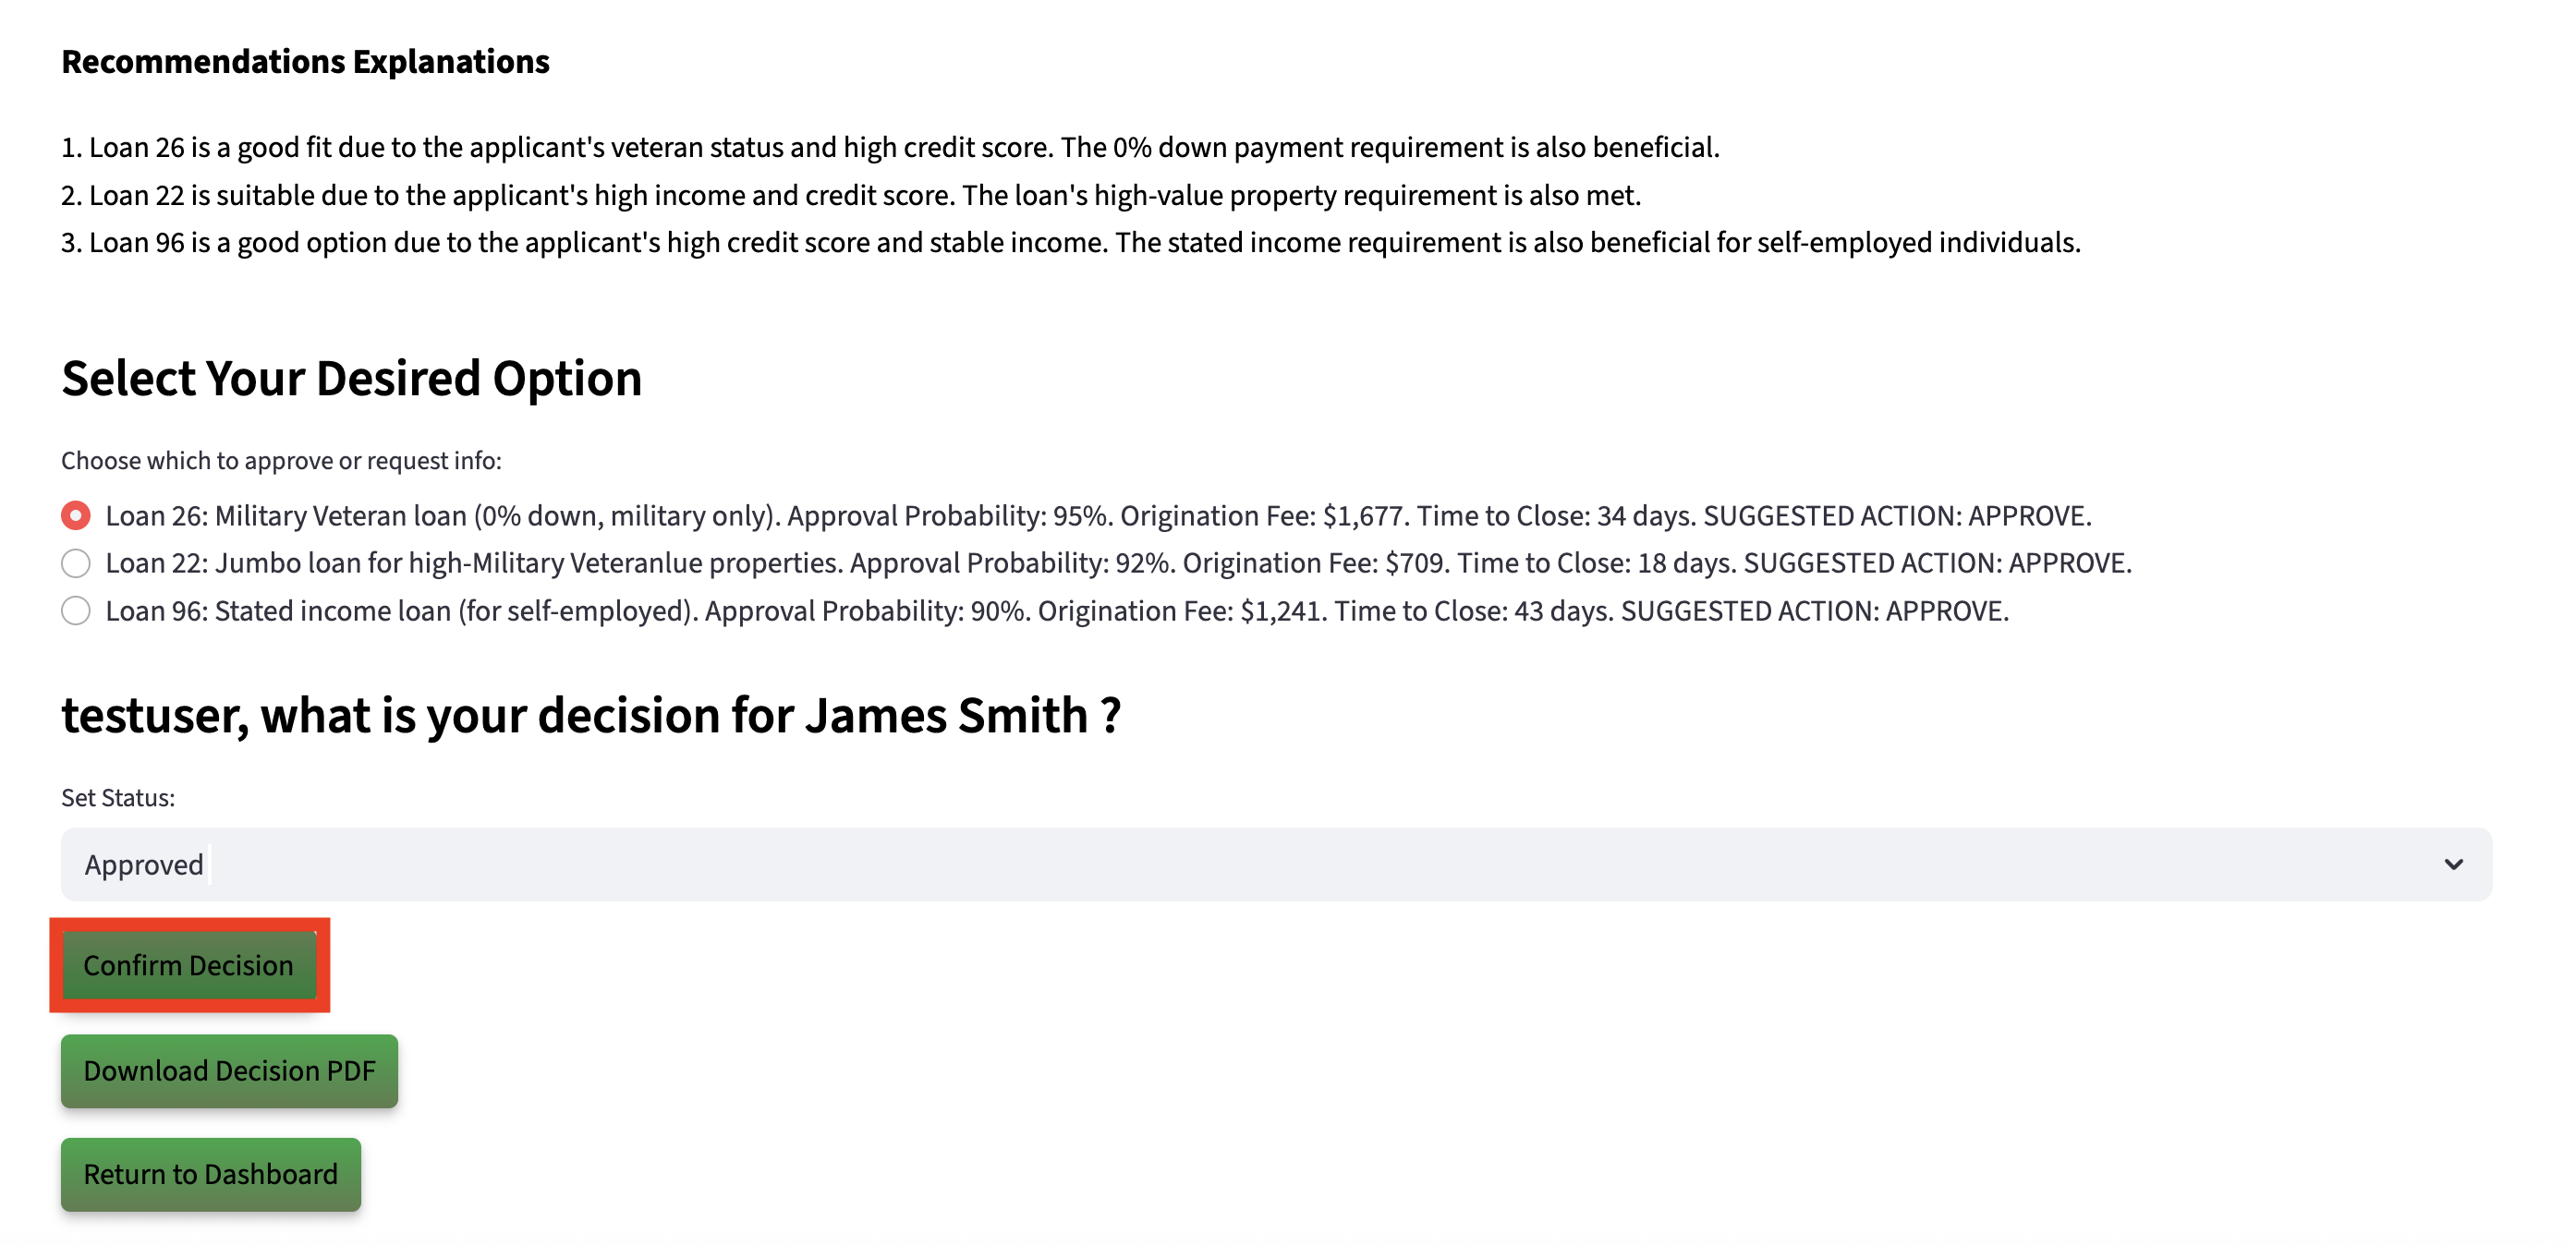 Recommendations Explanations
1. Loan 26 is a good fit due to the applicant's veteran status and high credit score. The 0% down payment requirement is also beneficial.
2. Loan 22 is suitable due to the applicant's high income and credit score. The loan's high-value property requirement is also met.
3. Loan 96 is a good option due to the applicant's high credit score and stable income. The stated income requirement is also beneficial for self-employed individuals.
Select Your Desired Option
Choose which to approve or request info:
Loan 26: Military Veteran loan (0% down, military only). Approval Probability: 95%. Origination Fee: $1,677. Time to Close: 34 days. SUGGESTED ACTION: APPROVE.
Loan 22: Jumbo loan for high-Military Veteranlue properties. Approval Probability: 92%. Origination Fee: $709. Time to Close: 18 days. SUGGESTED ACTION: APPROVE.
Loan 96: Stated income loan (for self-employed). Approval Probability: 90%. Origination Fee: $1,241. Time to Close: 43 days. SUGGESTED ACTION: APPROVE.
testuser, what is your decision for James Smith ?
Set Status:
Approved
Confirm Decision
Download Decision PDF
Return to Dashboard